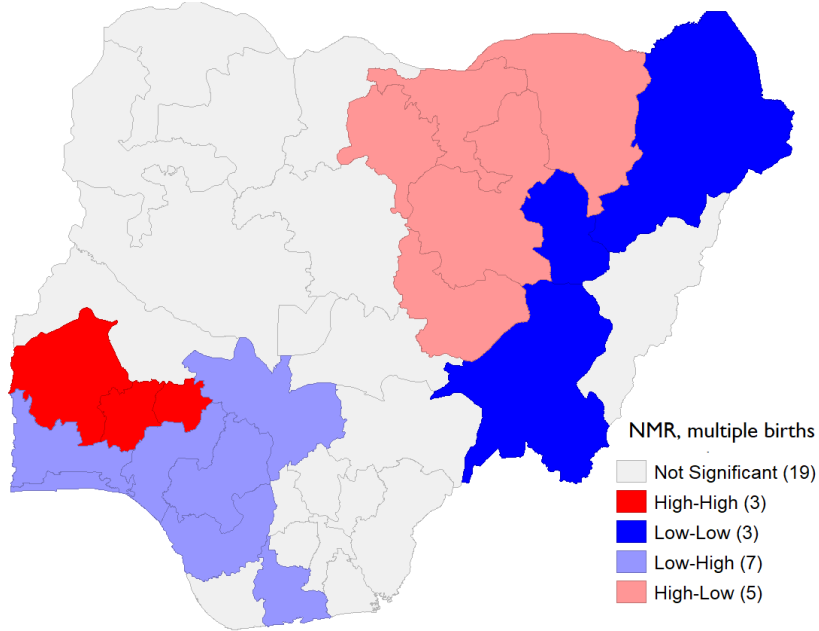 NMR, multiple births
Not Significant (19)
High-High (3)
Low-Low (3)
Low-High (7)
High-Low (5)